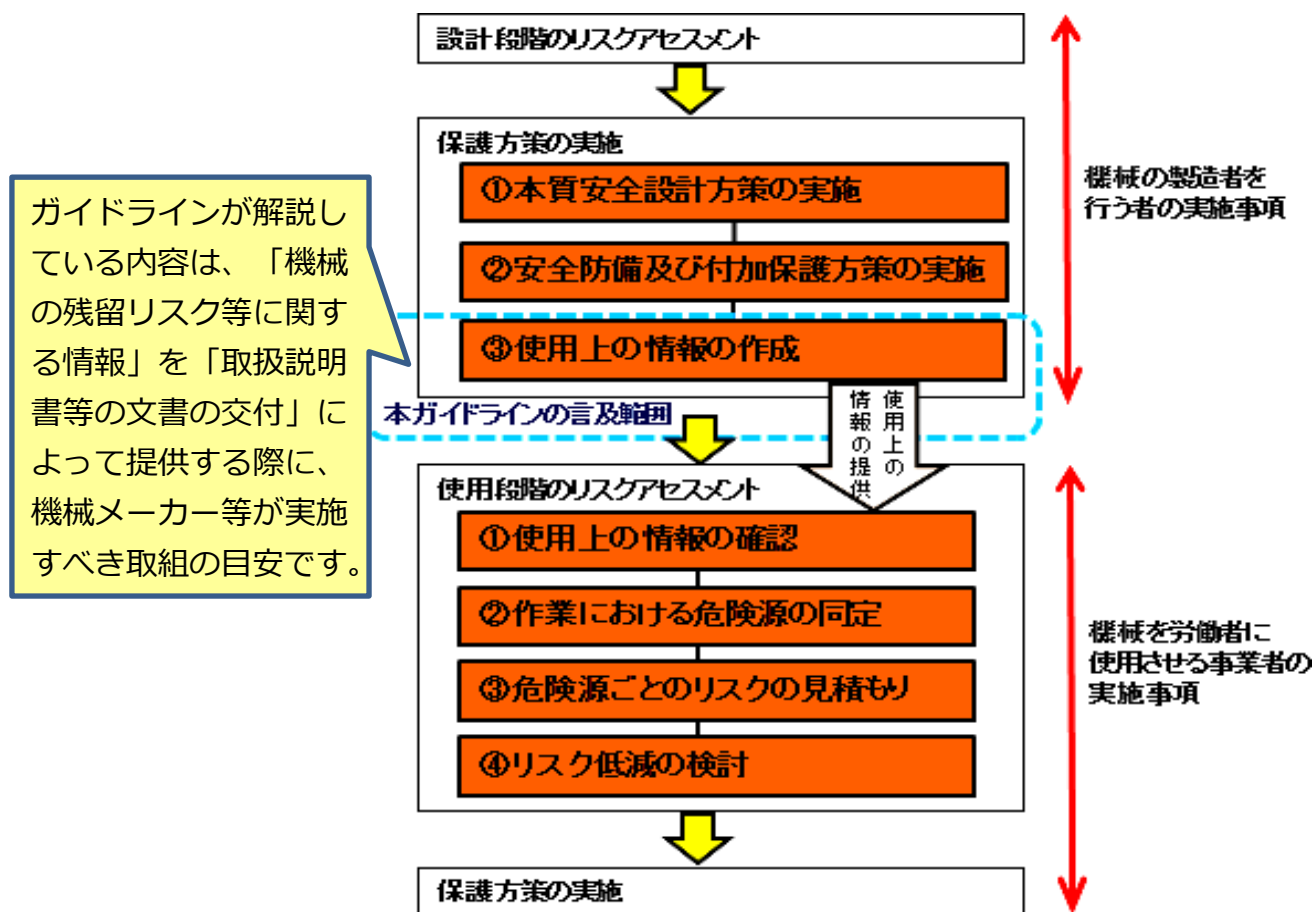 設計段階のリスクアセスメント
保護方策の実施
①本質安全設計方策の実施
②安全防備及び付加保護方策の実施
③使用上の情報の作成
機械の製造者を
行う者の実施事項
ガイドラインが解説し
ている内容は、「機械
の残留リスク等に関す
る情報」を「取扱説明
書等の文書の交付」に
よって提供する際に、
機械メーカー等が実施
すべき取組の目安です。
本ガイドラインの言及範囲
使用上の
情報の提供
使用段階のリスクアセスメント
①使用上の情報の確認
②作業における危険源の同定
③危険源ごとのリスクの見積もり
④リスク低減の検討
機械を労働者に
使用させる事業者の
実施事項
保護方策の実施